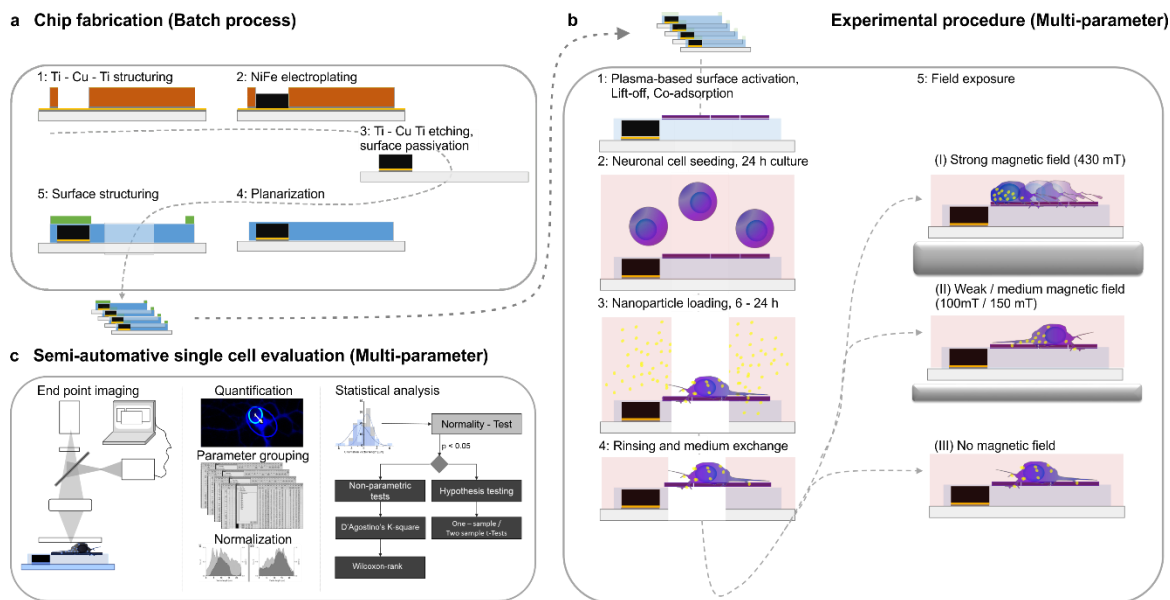 a Chip fabrication (Batch process)
1: Ti - Cu - Ti structuring
2: NiFe electroplating
3: Ti - Cu Ti etching,
surface passivation
5: Surface structuring
4: Planarization
b Experimental procedure (Multi-parameter)
1: Plasma-based surface activation,
Lift-off, Co-adsorption
2: Neuronal cell seeding, 24 h culture
3: Nanoparticle loading, 6 - 24 h
4: Rinsing and medium exchange
5: Field exposure
(I) Strong magnetic field (430 mT)
(II) Weak / medium magnetic field
(100mT / 150 mT)
(III) No magnetic field
c Semi-automative single cell evaluation (Multi-parameter)
End point imaging
Quantification
Parameter grouping
Normalization
Statistical analysis
Normality - Test
p < 0.05
Non-parametric
tests
Hypothesis testing
D'Agostino's K-square
One – sample /
Two sample t-Tests
Wilcoxon-rank